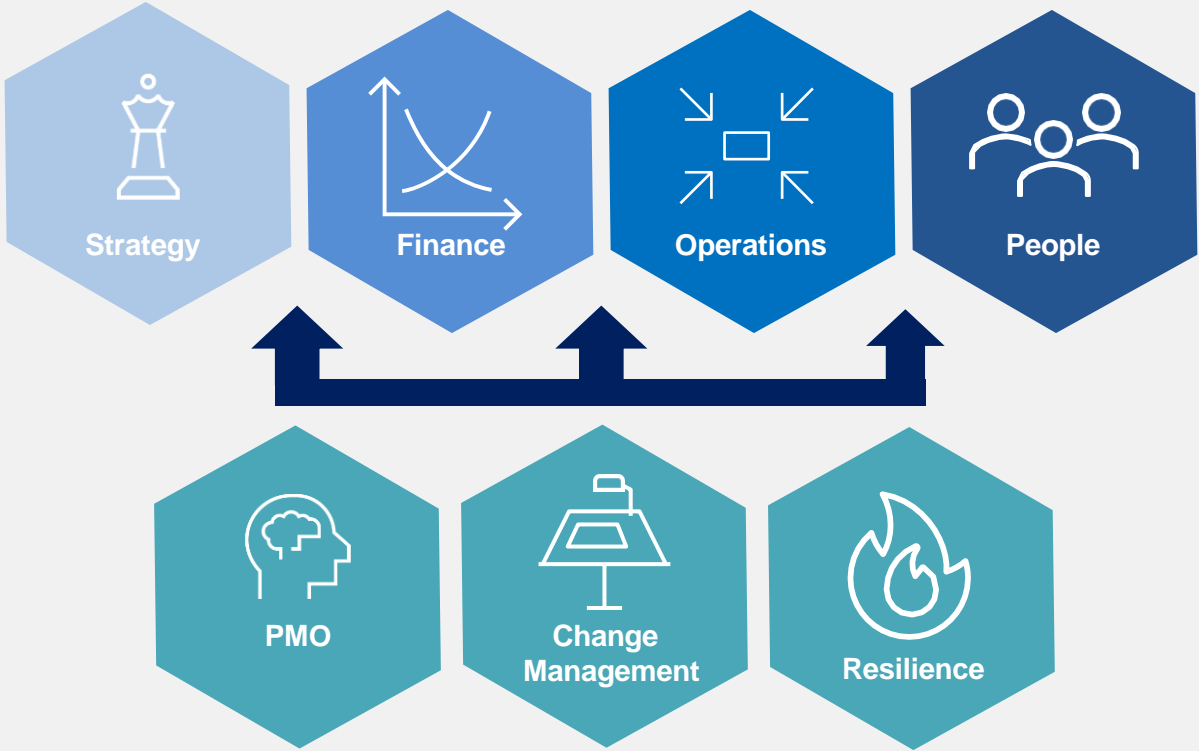 Strategy
Finance
Operations
People
PMO
Change
Management
Resilience